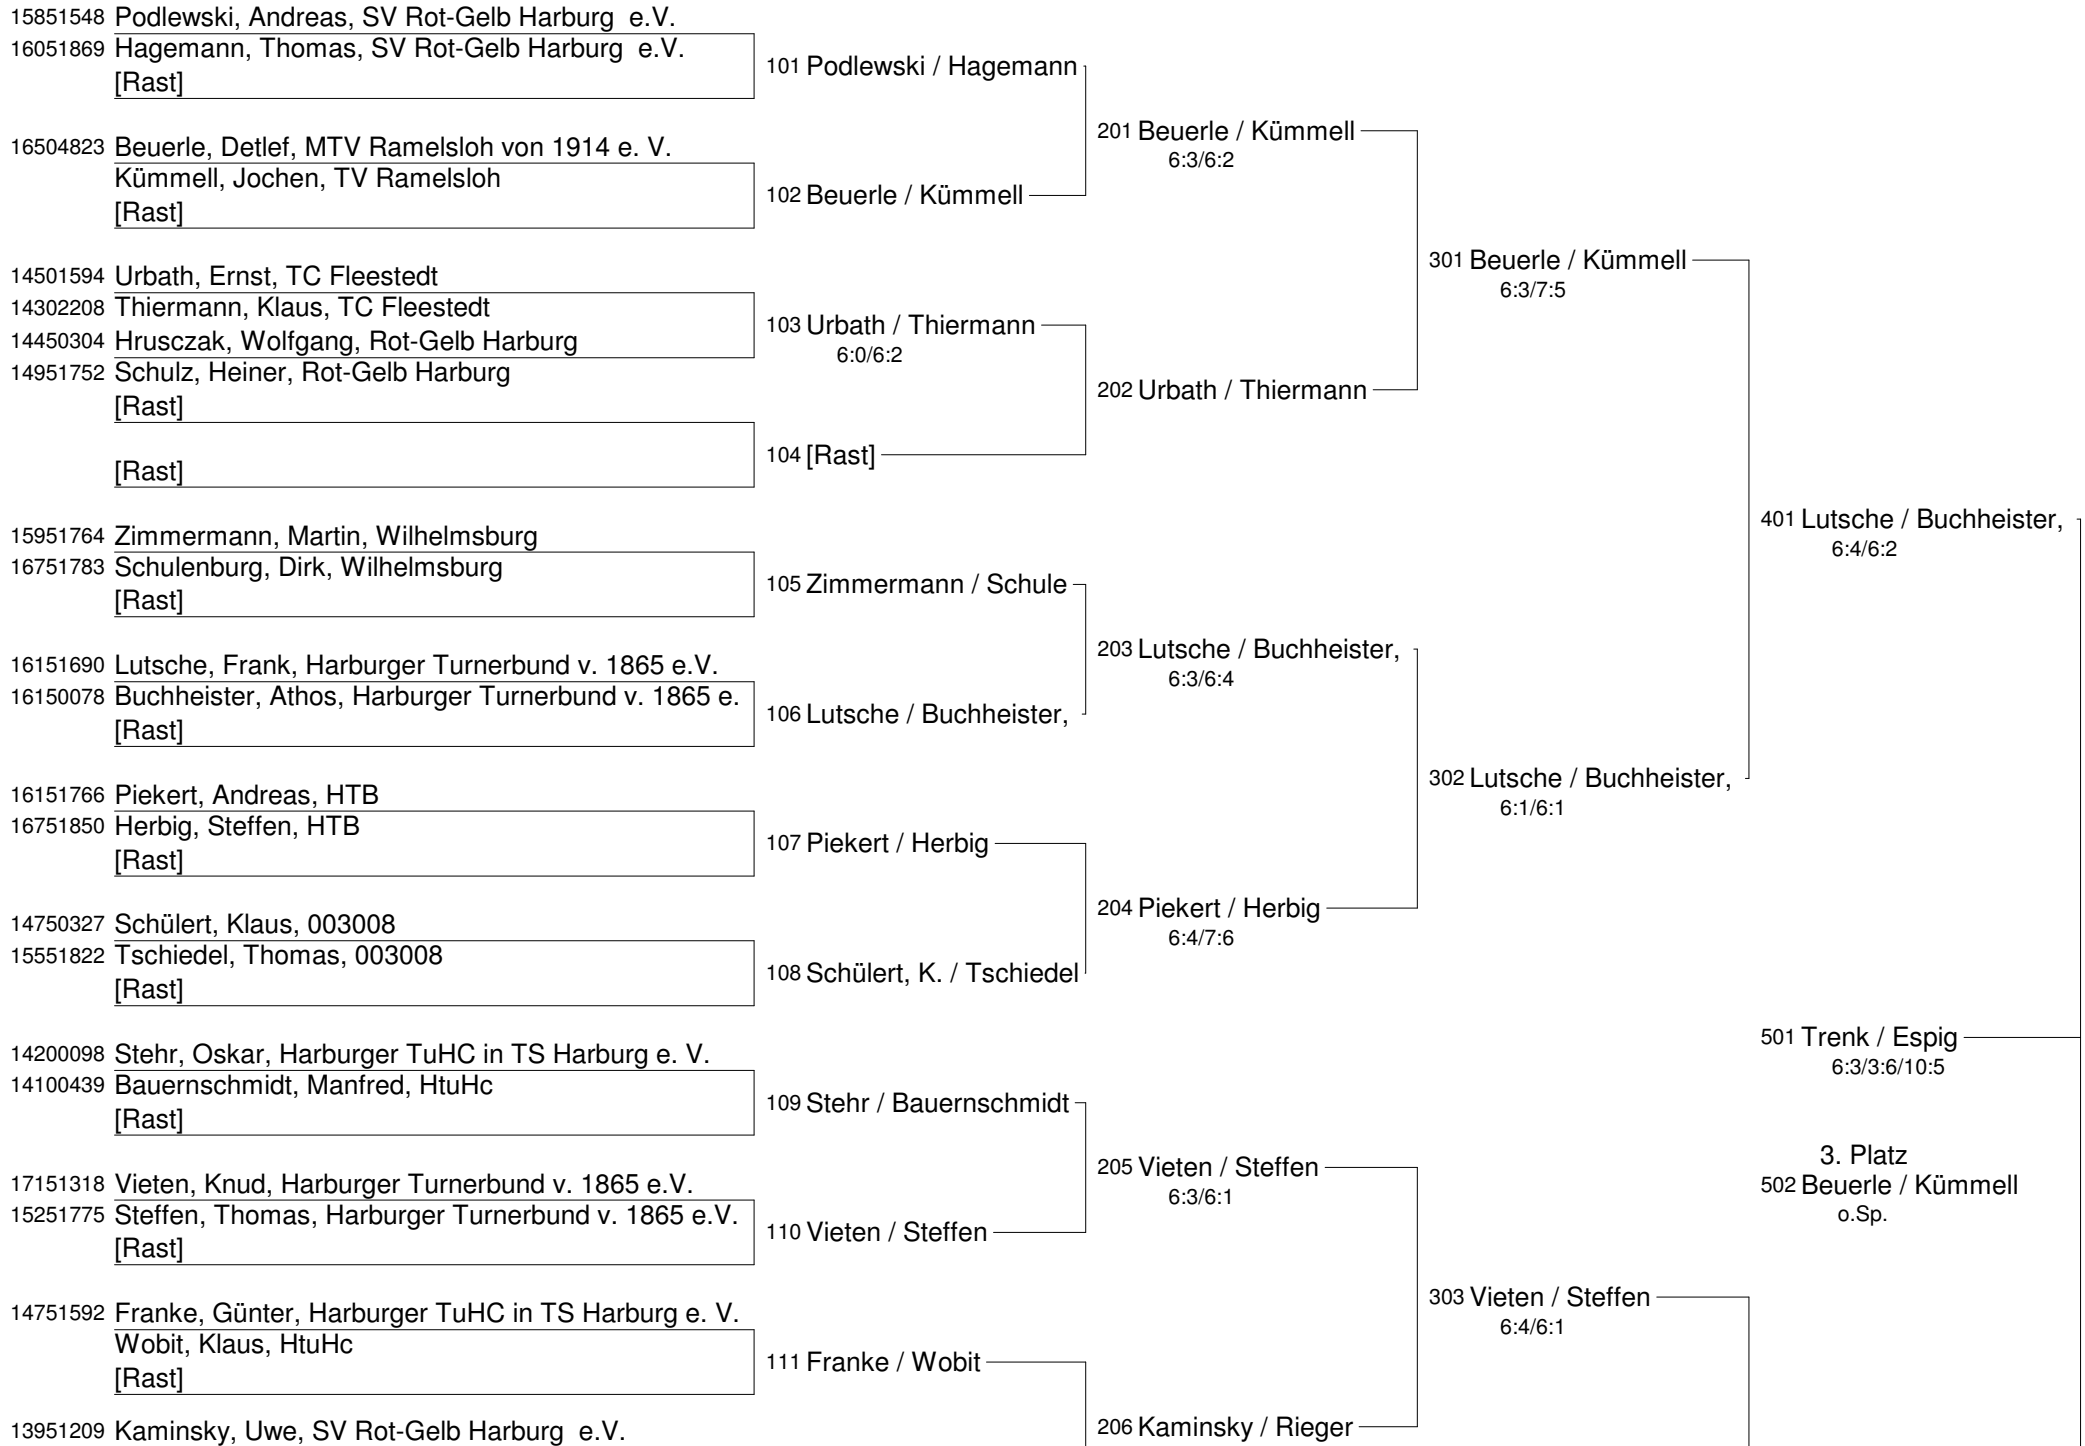 15851548 Podlewski, Andreas, SV Rot-Gelb Harburg e.V.
16051869 Hagemann, Thomas, SV Rot-Gelb Harburg e.V.
[Rast]
101 Podlewski / Hagemann
16504823 Beuerle, Detlef, MTV Ramelsloh von 1914 e. V.
Kümmell, Jochen, TV Ramelsloh
[Rast]
102 Beuerle / Kümmell
201 Beuerle / Kümmell
6:3/6:2
14501594 Urbath, Ernst, TC Fleestedt
14302208 Thiermann, Klaus, TC Fleestedt
14450304 Hrusczak, Wolfgang, Rot-Gelb Harburg
14951752 Schulz, Heiner, Rot-Gelb Harburg
103 Urbath / Thiermann
6:0/6:2
[Rast]
[Rast]
104 [Rast]
202 Urbath / Thiermann
301 Beuerle / Kümmell
6:3/7:5
15951764 Zimmermann, Martin, Wilhelmsburg
16751783 Schulenburg, Dirk, Wilhelmsburg
[Rast]
105 Zimmermann / Schule
16151690 Lutsche, Frank, Harburger Turnerbund v. 1865 e.V.
16150078 Buchheister, Athos, Harburger Turnerbund v. 1865 e.
[Rast]
106 Lutsche / Buchheister,
203 Lutsche / Buchheister,
6:3/6:4
16151766 Piekert, Andreas, HTB
16751850 Herbig, Steffen, HTB
[Rast]
107 Piekert / Herbig
14750327 Schülert, Klaus, 003008
15551822 Tschiedel, Thomas, 003008
[Rast]
108 Schülert, K. / Tschiedel
204 Piekert / Herbig
6:4/7:6
302 Lutsche / Buchheister,
6:1/6:1
401 Lutsche / Buchheister,
6:4/6:2
14200098 Stehr, Oskar, Harburger TuHC in TS Harburg e. V.
14100439 Bauernschmidt, Manfred, HtuHc
[Rast]
109 Stehr / Bauernschmidt
17151318 Vieten, Knud, Harburger Turnerbund v. 1865 e.V.
15251775 Steffen, Thomas, Harburger Turnerbund v. 1865 e.V.
[Rast]
110 Vieten / Steffen
205 Vieten / Steffen
6:3/6:1
14751592 Franke, Günter, Harburger TuHC in TS Harburg e. V.
Wobit, Klaus, HtuHc
[Rast]
111 Franke / Wobit
13951209 Kaminsky, Uwe, SV Rot-Gelb Harburg e.V.
206 Kaminsky / Rieger
303 Vieten / Steffen
6:4/6:1
501 Trenk / Espig
6:3/3:6/10:5
3. Platz
502 Beuerle / Kümmell
o.Sp.